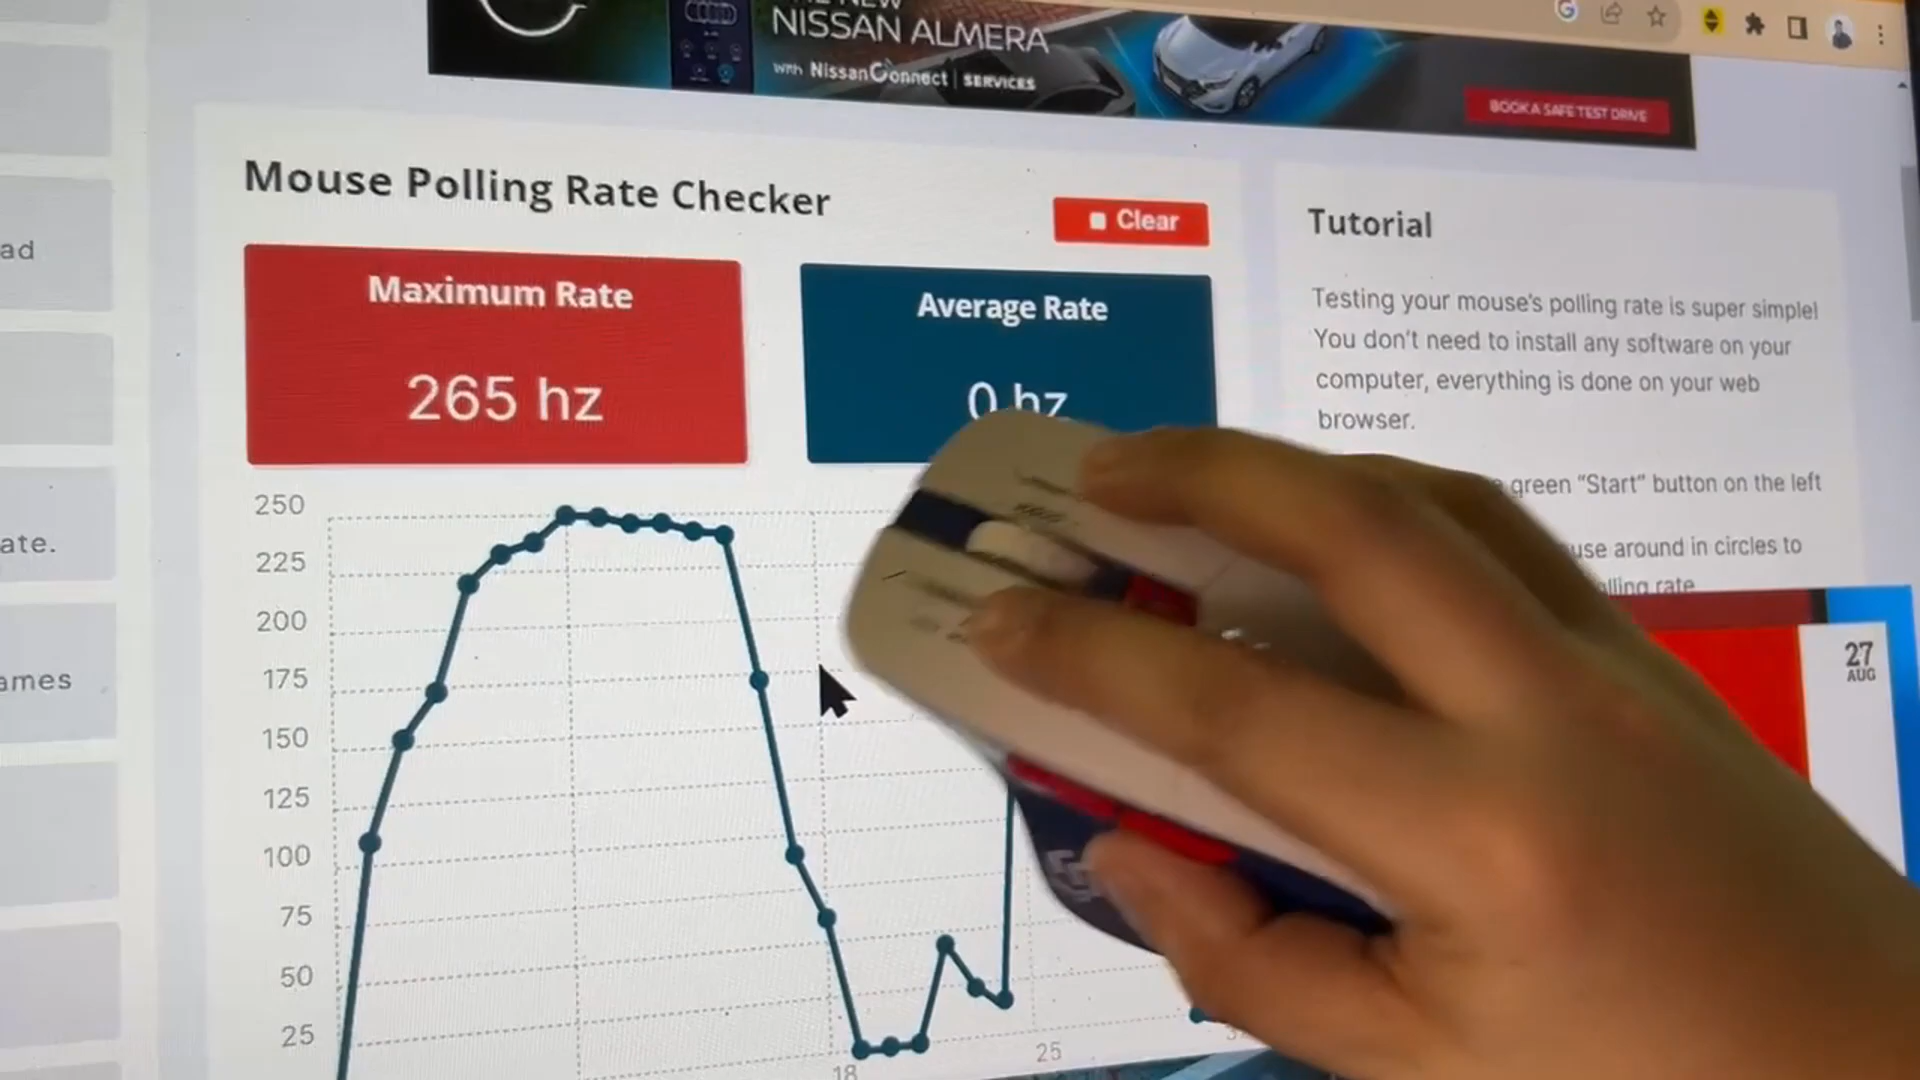 NISSAN ALMERA
with NissanConnect | SERVICES
BOOK A SAFE TEST DRIVE
Mouse Polling Rate Checker
Clear
Tutorial
Maximum Rate
Average Rate
265 hz
0 hz
Testing your mouse's polling rate is super simple!
You don't need to install any software on your
computer, everything is done on your web
browser.
green "Start" button on the left
around in circles to
rate
ad
ate.
ames
250
225
200
175
150
125
100
75
50
25
18
25
27
AUG